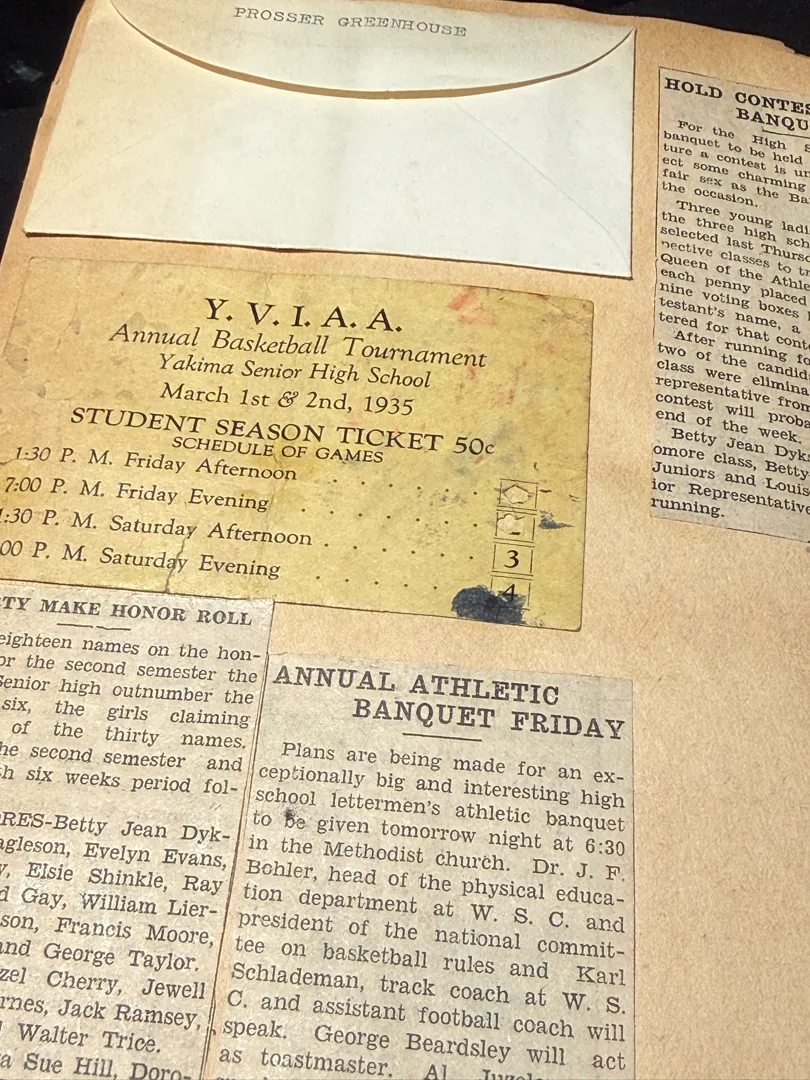 PROSSER GREENHOUSE
Y. V. I. A. A.
Annual Basketball Tournament
Yakima Senior High School
March 1st & 2nd, 1935
STUDENT SEASON TICKET 50c
SCHEDULE OF GAMES
1:30 P. M. Friday Afternoon
7:00 P. M. Friday Evening
:30 P. M. Saturday Afternoon 3
00 P. M. Saturday Evening 4
HOLD CONTES
BANQU
For the High S
banquet to be held
ture a contest is un
ect some charming
fair sex as the Ba
the occasion.
Three young ladi
the three high sch
selected last Thursd
pective classes to tr
Queen of the Athle
each penny placed
nine voting boxes
testant's name, a
tered for that conte
After running fo
two of the candid
class were elimina
representative from
contest will proba
end of the week.
Betty Jean Dyks
omore class, Betty
Juniors and Louis
ior Representative
running.
TY MAKE HONOR ROLL
eighteen names on the hon-
or the second semester the
Senior high outnumber the
six, the girls claiming
of the thirty names.
he second semester and
th six weeks period fol-
ORES-Betty Jean Dyk-
agleson, Evelyn Evans,
y, Elsie Shinkle, Ray
d Gay, William Lier-
son, Francis Moore,
and George Taylor.
zel Cherry, Jewell
rnes, Jack Ramsey,
Walter Trice.
a Sue Hill, Doro-
ANNUAL ATHLETIC
BANQUET FRIDAY
Plans are being made for an ex-
ceptionally big and interesting high
school lettermen's athletic banquet
to be given tomorrow night at 6:30
in the Methodist church. Dr. J. F.
Bohler, head of the physical educa-
tion department at W. S. C. and
president of the national commit-
tee on basketball rules and Karl
Schlademan, track coach at W. S.
C. and assistant football coach will
speak. George Beardsley will act
as toastmaster. Al